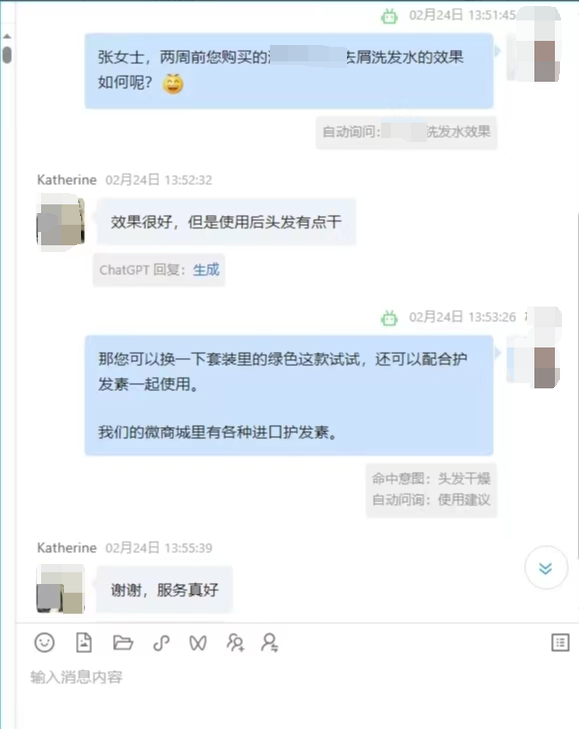 02月24日 13:51:45
张女士，两周前您购买的 去屑洗发水的效果
如何呢？
自动询问： 洗发水效果
Katherine 02月24日 13:52:32
效果很好，但是使用后头发有点干
ChatGPT 回复：生成
02月24日 13:53:26
那您可以换一下套装里的绿色这款试试，还可以配合护
发素一起使用。
我们的微商城里有各种进口护发素。
命中意图：头发干燥
自动问询：使用建议
Katherine 02月24日 13:55:39
谢谢，服务真好
输入消息内容